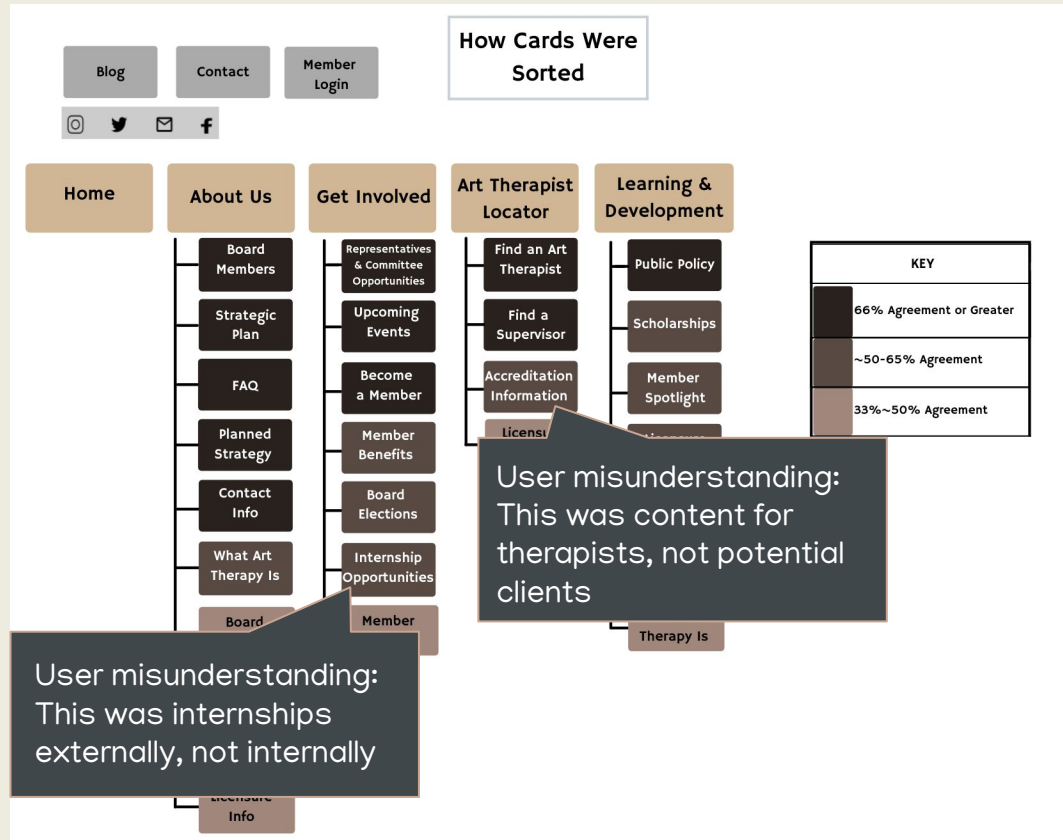 How Cards Were
Sorted
Blog
Contact
Member
Login
Home
About Us
Get Involved
Art Therapist
Locator
Learning &
Development
Board
Members
Strategic
Plan
FAQ
Planned
Strategy
Contact
Info
What Art
Therapy Is
Board
Licensure
Info
Representatives
& Committee
Opportunities
Upcoming
Events
Become
a Member
Member
Benefits
Board
Elections
Internship
Opportunities
Member
Find an Art
Therapist
Find a
Supervisor
Accreditation
Information
Public Policy
Scholarships
Member
Spotlight
Licensure
Therapy Is
KEY
66% Agreement or Greater
~50-65% Agreement
33%~50% Agreement
User misunderstanding:
This was content for
therapists, not potential
clients
User misunderstanding:
This was internships
externally, not internally